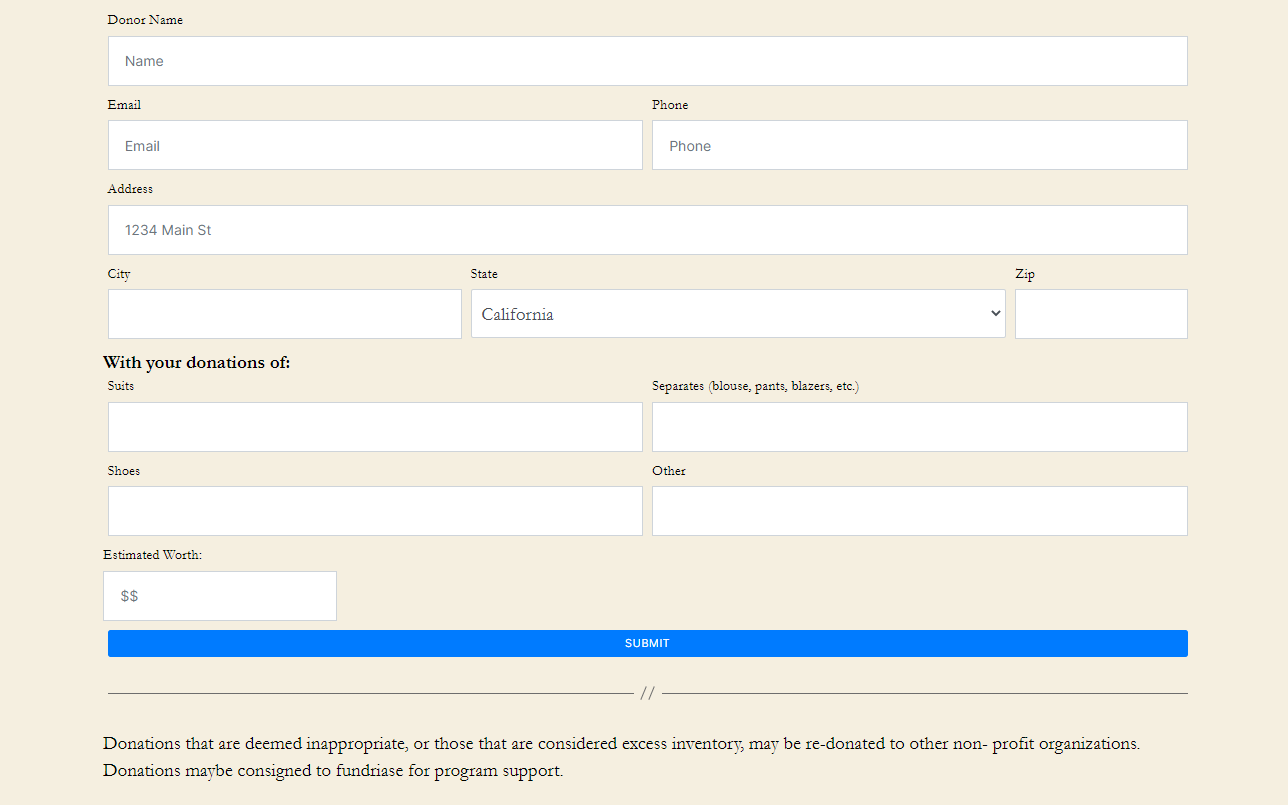 Donor Name
Name
Email Phone
Email Phone
Address
1234 Main St
City State Zip
California
With your donations of:
Suits Separates (blouse, pants, blazers, etc.)
Shoes Other
Estimated Worth:
$$
SUBMIT
//
Donations that are deemed inappropriate, or those that are considered excess inventory, may be re-donated to other non- profit organizations.
Donations maybe consigned to fundriase for program support.